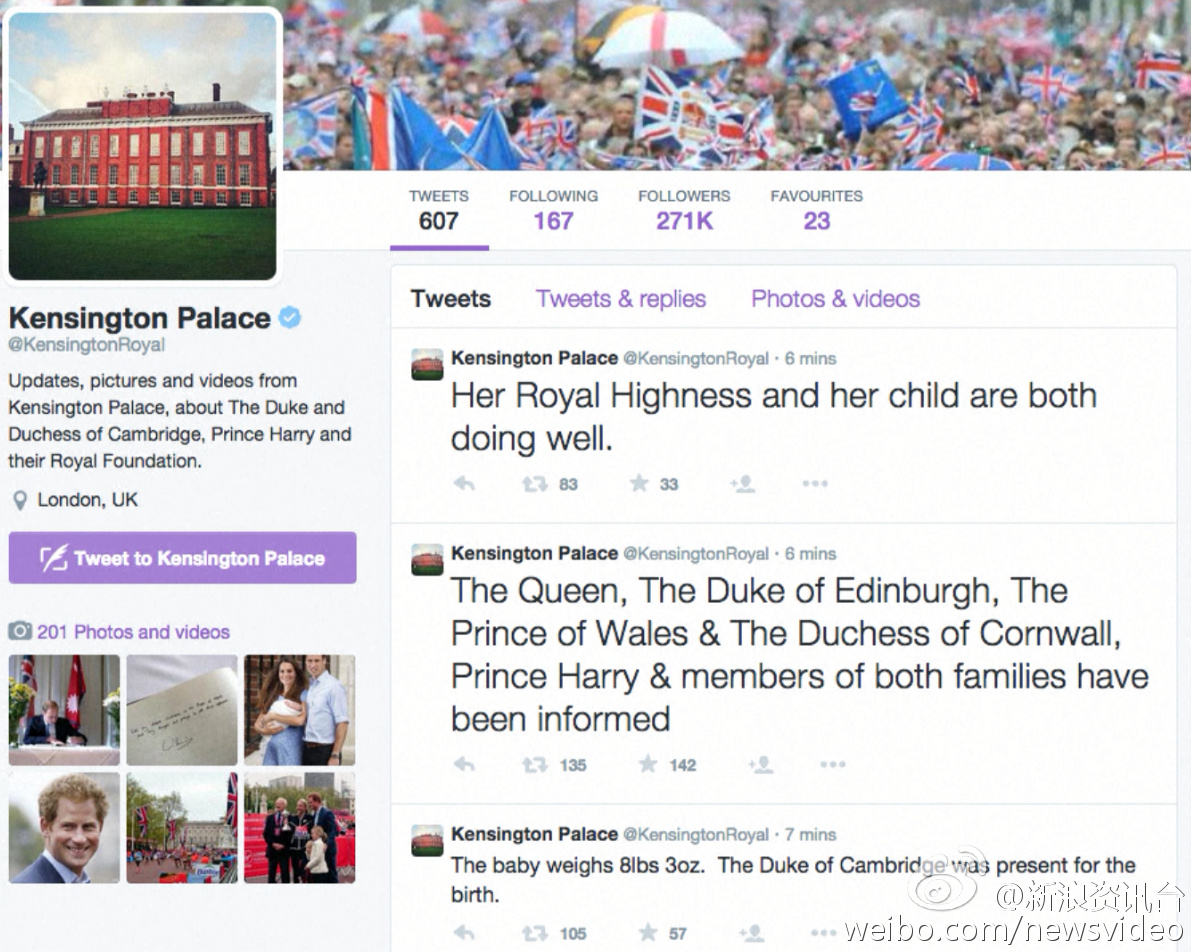 TWEETS FOLLOWING FOLLOWERS FAVOURITES
607 167 271K 23
Kensington Palace
@KensingtonRoyal
Updates, pictures and videos from
Kensington Palace, about The Duke and
Duchess of Cambridge, Prince Harry and
their Royal Foundation.
London, UK
Tweet to Kensington Palace
201 Photos and videos
Tweets Tweets & replies Photos & videos
Kensington Palace @KensingtonRoyal · 6 mins
Her Royal Highness and her child are both
doing well.
83 33
Kensington Palace @KensingtonRoyal · 6 mins
The Queen, The Duke of Edinburgh, The
Prince of Wales & The Duchess of Cornwall,
Prince Harry & members of both families have
been informed
135 142
Kensington Palace @KensingtonRoyal · 7 mins
The baby weighs 8lbs 3oz. The Duke of Cambridge was present for the
birth.
105 57
@新浪资讯台
weibo.com/newsvideo